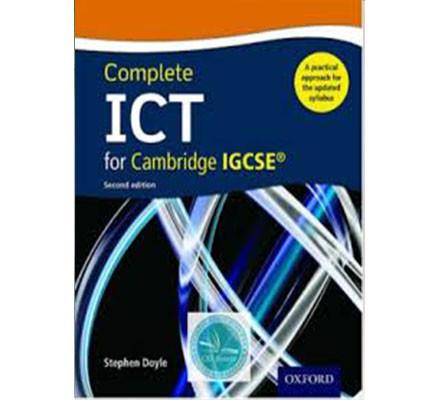 Complete
ICT
for Cambridge IGCSE®
Second edition
A practical
approach for
the updated
syllabus
Stephen Doyle
OXFORD